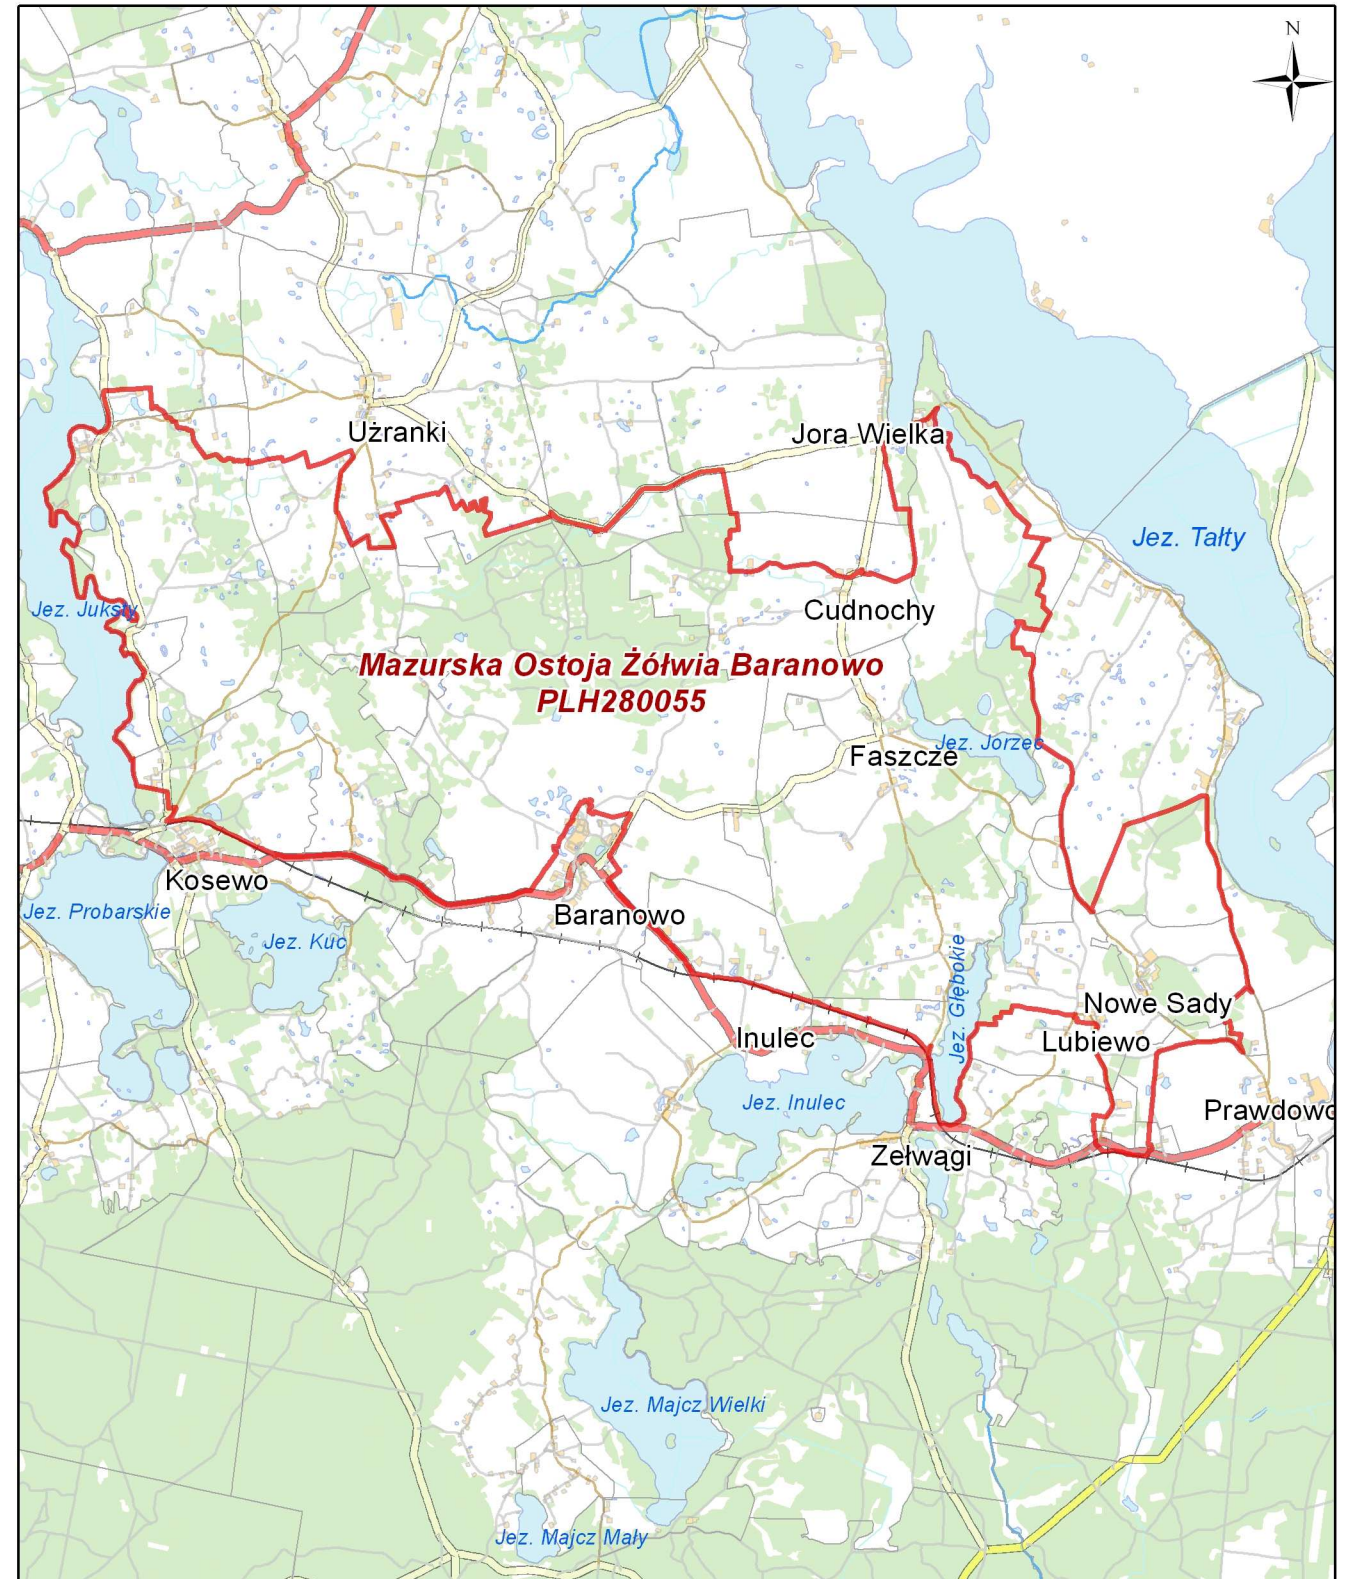 N
Użranki
Jora Wielka
Jez. Tałty
Cudnochy
Jez. Juksty
Mazurska Ostoja Żółwia Baranowo
PLH280055
Jez. Jorzec
Faszcze
Kosewo
Jez. Probarskie
Baranowo
Jez. Kuc
Jez. Głębokie
Nowe Sady
Inulec
Lubiewo
Jez. Inulec
Prawdowo
Zełwągi
Jez. Majcz Wielki
Jez. Majcz Mały